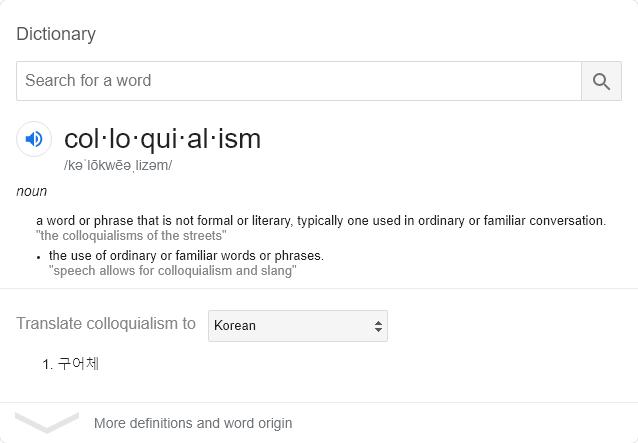 Dictionary
Search for a word
col·lo·qui·al·ism
/kəˈlōkwēəˌlizəm/
noun
a word or phrase that is not formal or literary, typically one used in ordinary or familiar conversation.
"the colloquialisms of the streets"
• the use of ordinary or familiar words or phrases.
"speech allows for colloquialism and slang"
Translate colloquialism to Korean
1. 구어체
More definitions and word origin